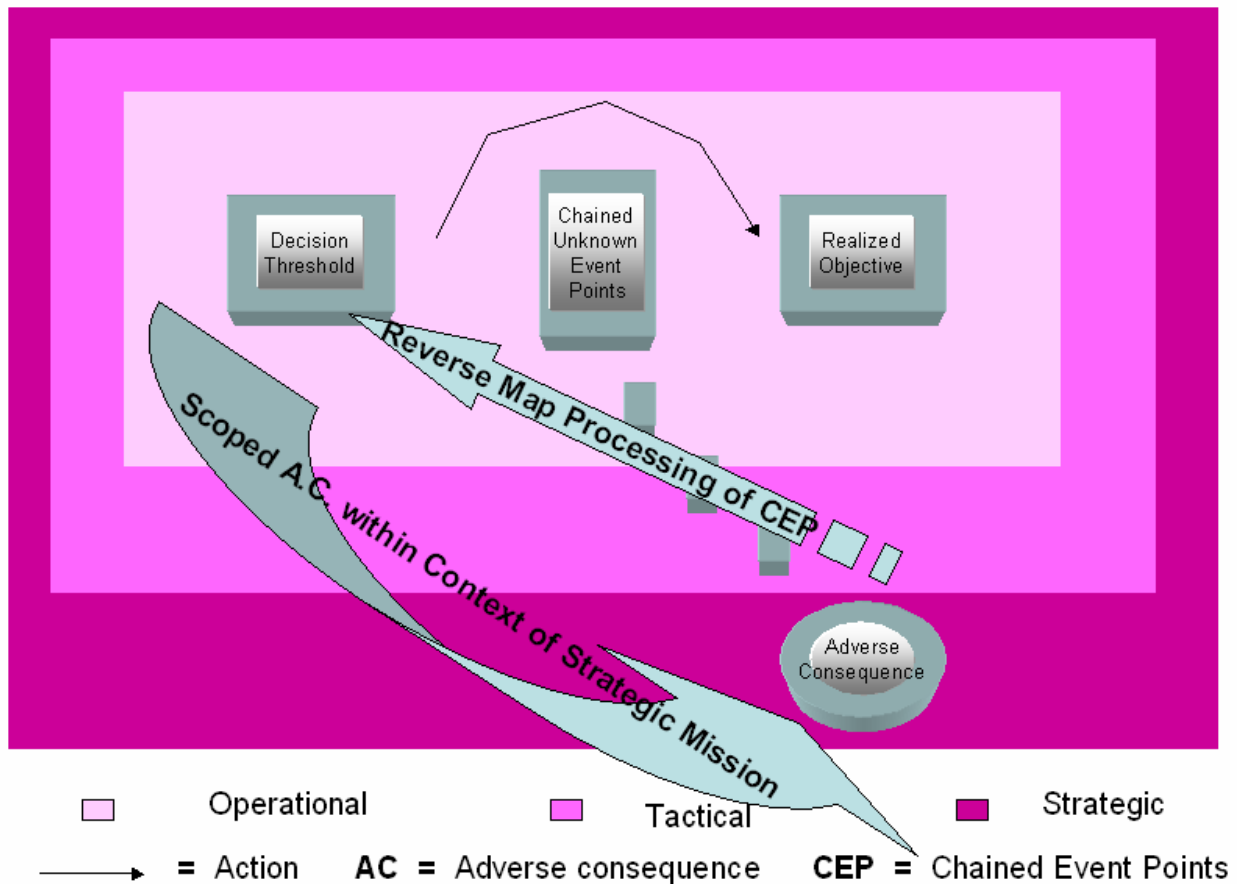 Decision
Threshold
Chained
Unknown
Event
Points
Realized
Objective
Reverse Map Processing of CEP
Scoped A.C. within Context of Strategic Mission
Adverse
Consequence
Operational
Tactical
Strategic
= Action AC = Adverse consequence CEP = Chained Event Points